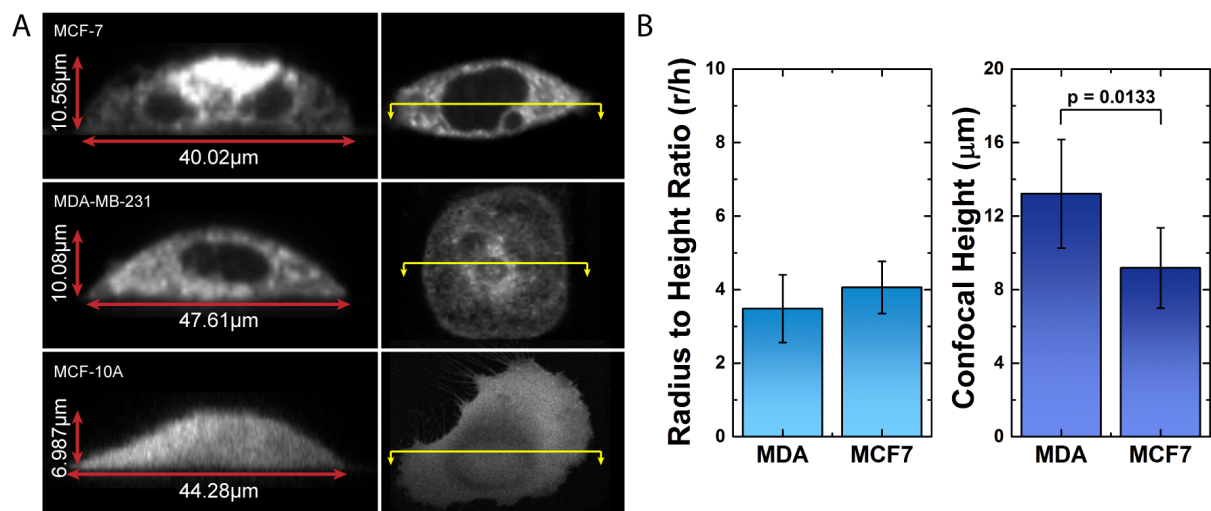 A
MCF-7
10.56µm
40.02µm
MDA-MB-231
10.08µm
47.61µm
MCF-10A
6.987µm
44.28µm
B
Radius to Height Ratio (r/h)
10
8
6
4
2
0
MDA
MCF7
Confocal Height (µm)
20
16
12
8
4
0
p = 0.0133
MDA
MCF7